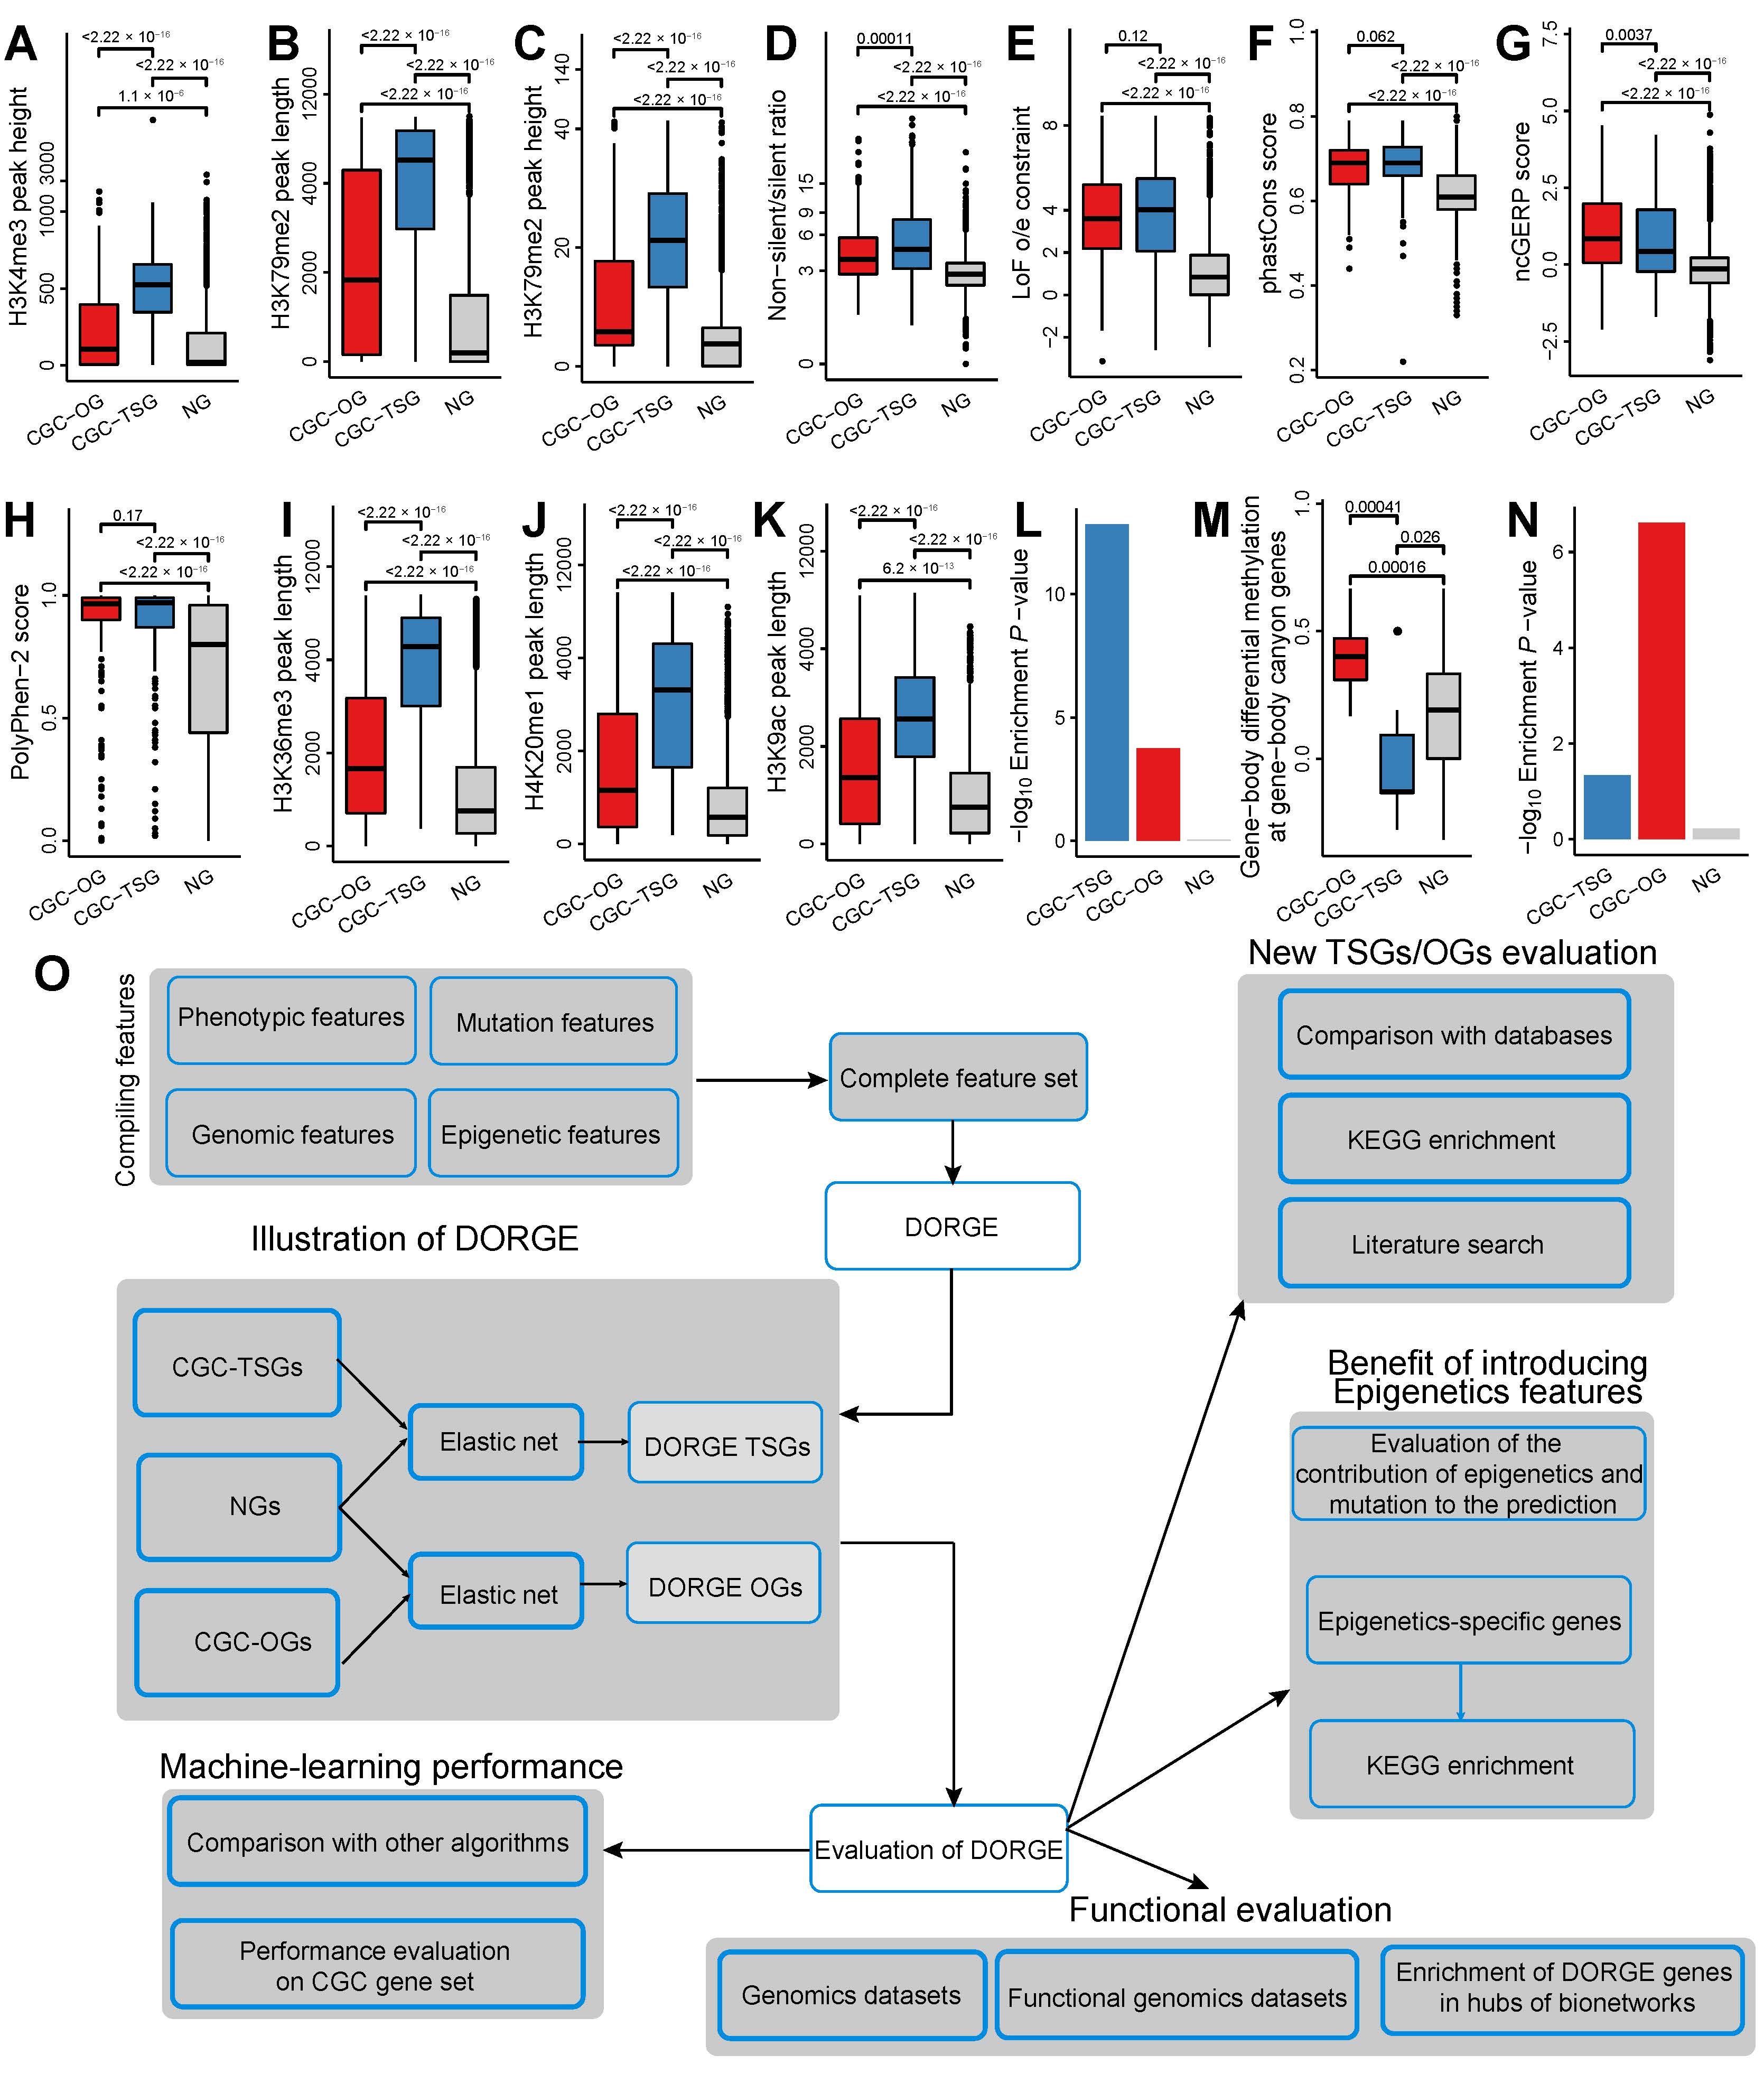 A
H3K4me3 peak height
<2.22 × 10−16
<2.22 × 10−16
1.1 × 10−6
3000
1000
500
0
CGC−OG
CGC−TSG
NG
B
H3K79me2 peak length
<2.22 × 10−16
<2.22 × 10−16
<2.22 × 10−16
12000
4000
2000
0
CGC−OG
CGC−TSG
NG
C
H3K79me2 peak height
<2.22 × 10−16
<2.22 × 10−16
<2.22 × 10−16
140
40
20
0
CGC−OG
CGC−TSG
NG
D
Non−silent/silent ratio
0.00011
<2.22 × 10−16
<2.22 × 10−16
15
9
6
3
0
CGC−OG
CGC−TSG
NG
E
LoF o/e constraint
0.12
<2.22 × 10−16
<2.22 × 10−16
8
4
2
0
−2
CGC−OG
CGC−TSG
NG
F
phastCons score
0.062
<2.22 × 10−16
<2.22 × 10−16
1.0
0.8
0.6
0.4
0.2
CGC−OG
CGC−TSG
NG
G
ncGERP score
0.0037
<2.22 × 10−16
<2.22 × 10−16
7.5
5.0
2.5
0.0
−2.5
CGC−OG
CGC−TSG
NG
H
PolyPhen−2 score
0.17
<2.22 × 10−16
<2.22 × 10−16
1.0
0.5
0.0
CGC−OG
CGC−TSG
NG
I
H3K36me3 peak length
<2.22 × 10−16
<2.22 × 10−16
<2.22 × 10−16
12000
4000
2000
0
CGC−OG
CGC−TSG
NG
J
H4K20me1 peak length
<2.22 × 10−16
<2.22 × 10−16
<2.22 × 10−16
12000
4000
2000
0
CGC−OG
CGC−TSG
NG
K
H3K9ac peak length
<2.22 × 10−16
<2.22 × 10−16
6.2 × 10−13
12000
4000
2000
0
CGC−OG
CGC−TSG
NG
L
−log10 Enrichment P−value
10
5
0
CGC−TSG
CGC−OG
NG
M
Gene−body differential methylation
at gene−body canyon genes
0.00041
0.026
0.00016
1.0
0.5
0.0
CGC−OG
CGC−TSG
NG
N
−log10 Enrichment P−value
6
4
2
0
CGC−TSG
CGC−OG
NG
O
Compiling features
Phenotypic features
Mutation features
Genomic features
Epigenetic features
Complete feature set
DORGE
Illustration of DORGE
CGC-TSGs
NGs
CGC-OGs
Elastic net
Elastic net
DORGE TSGs
DORGE OGs
New TSGs/OGs evaluation
Comparison with databases
KEGG enrichment
Literature search
Benefit of introducing
Epigenetics features
Evaluation of the
contribution of epigenetics and
mutation to the prediction
Epigenetics-specific genes
KEGG enrichment
Machine-learning performance
Comparison with other algorithms
Performance evaluation
on CGC gene set
Evaluation of DORGE
Functional evaluation
Genomics datasets
Functional genomics datasets
Enrichment of DORGE genes
in hubs of bionetworks